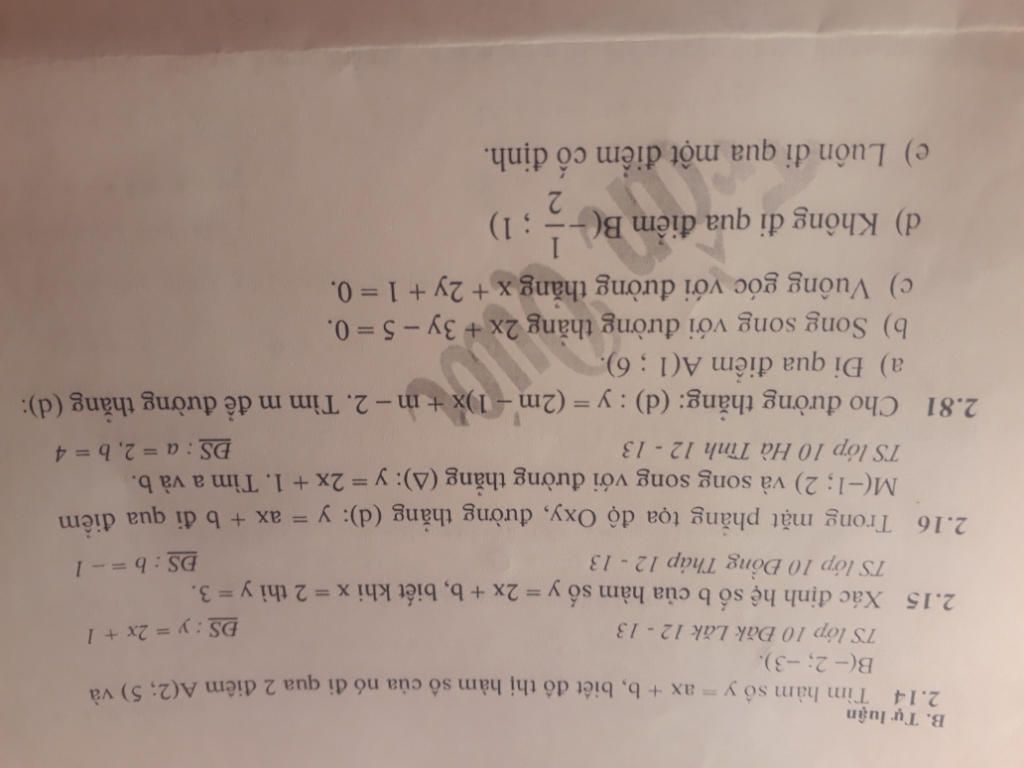 B. Tự luận
2.14 Tìm hàm số y = ax + b, biết đồ thị hàm số của nó đi qua 2 điểm A(2; 5) và
B(− 2; −3).
TS lớp 10 Đăk Lăk 12 - 13 ĐS : y = 2x + 1
2.15 Xác định hệ số b của hàm số y = 2x + b, biết khi x = 2 thì y = 3.
TS lớp 10 Đồng Tháp 12 - 13 ĐS : b = − 1
2.16 Trong mặt phẳng tọa độ Oxy, đường thẳng (d): y = ax + b đi qua điểm
M(−1; 2) và song song với đường thẳng (Δ): y = 2x + 1. Tìm a và b.
TS lớp 10 Hà Tĩnh 12 - 13 ĐS : a = 2, b = 4
2.81 Cho đường thẳng: (d) : y = (2m − 1)x + m − 2. Tìm m để đường thẳng (d):
a) Đi qua điểm A(1 ; 6).
b) Song song với đường thẳng 2x + 3y − 5 = 0.
c) Vuông góc với đường thẳng x + 2y + 1 = 0.
d) Không đi qua điểm B(−1/2 ; 1)
e) Luôn đi qua một điểm cố định.